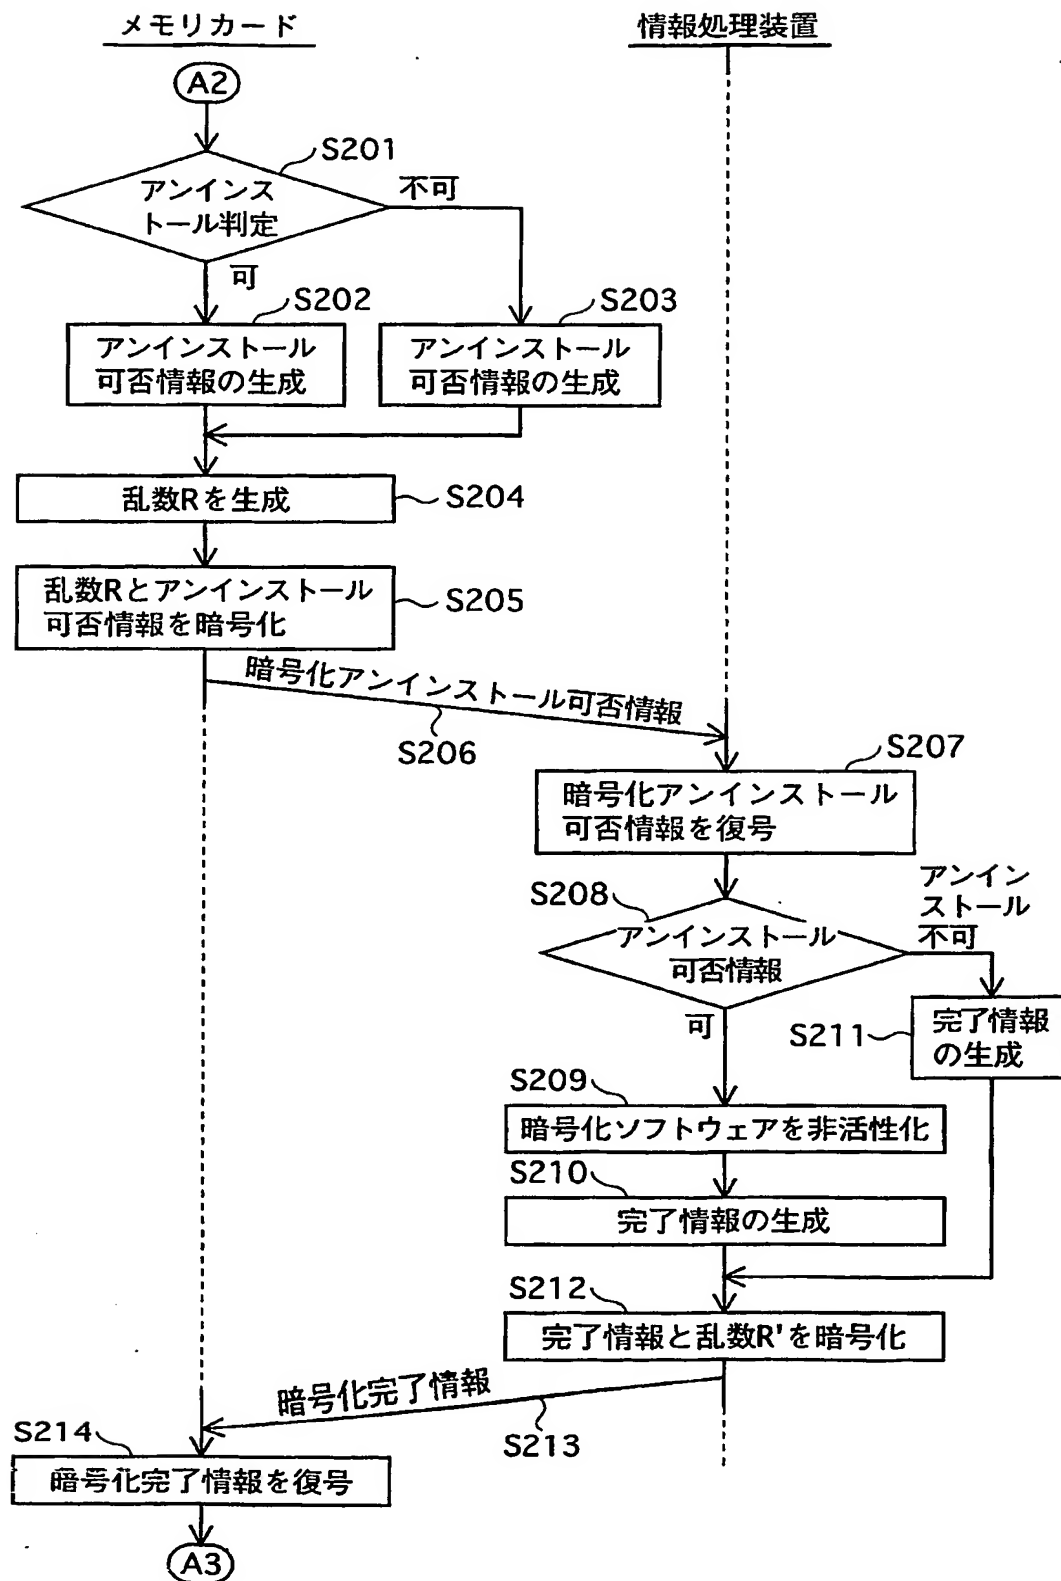 メモリカード
情報処理装置
A2
S201
アンインス
トール判定
不可
可
S202
S203
アンインストール
可否情報の生成
アンインストール
可否情報の生成
乱数Rを生成
S204
乱数Rとアンインストール
可否情報を暗号化
S205
暗号化アンインストール可否情報
S206
S207
暗号化アンインストール
可否情報を復号
S208
アンイン
ストール
不可
アンインストール
可否情報
可
S211
完了情報
の生成
S209
暗号化ソフトウェアを非活性化
S210
完了情報の生成
S212
完了情報と乱数R'を暗号化
暗号化完了情報
S213
S214
暗号化完了情報を復号
A3